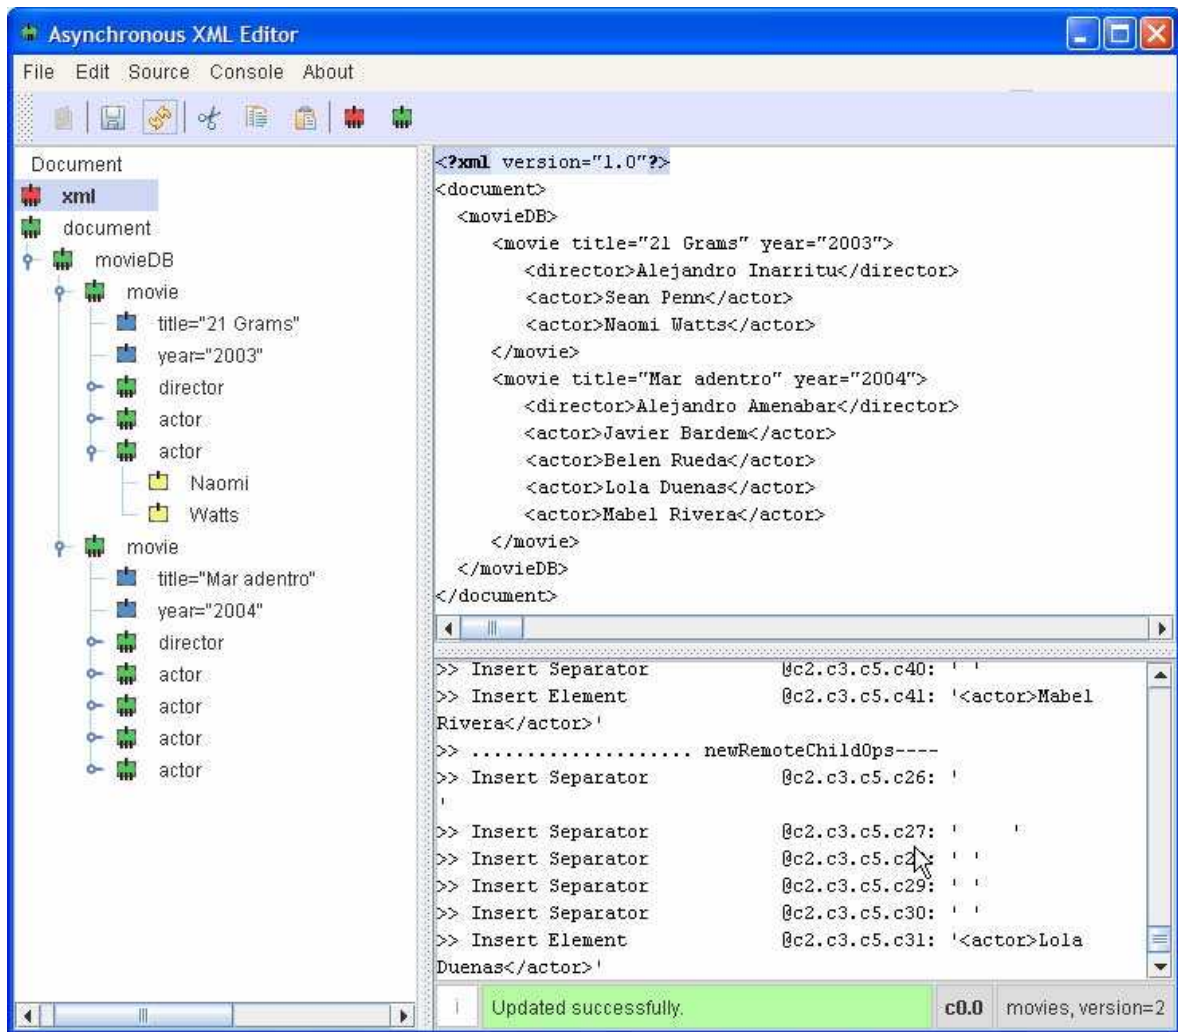 Asynchronous XML Editor
File Edit Source Console About
Document
xml
document
movieDB
movie
title="21 Grams"
year="2003"
director
actor
actor
Naomi
Watts
movie
title="Mar adentro"
year="2004"
director
actor
actor
actor
actor
<?xml version="1.0"?>
<document>
<movieDB>
<movie title="21 Grams" year="2003">
<director>Alejandro Inarritu</director>
<actor>Sean Penn</actor>
<actor>Naomi Watts</actor>
</movie>
<movie title="Mar adentro" year="2004">
<director>Alejandro Amenabar</director>
<actor>Javier Bardem</actor>
<actor>Belen Rueda</actor>
<actor>Lola Duenas</actor>
<actor>Mabel Rivera</actor>
</movie>
</movieDB>
</document>
>> Insert Separator @c2.c3.c5.c40: ' '
>> Insert Element @c2.c3.c5.c41: '<actor>Mabel
Rivera</actor>'
>> ..................... newRemoteChildOps----
>> Insert Separator @c2.c3.c5.c26: '
'
>> Insert Separator @c2.c3.c5.c27: '     '
>> Insert Separator ' '
>> Insert Separator @c2.c3.c5.c29: ' '
>> Insert Separator @c2.c3.c5.c30: ' '
>> Insert Element @c2.c3.c5.c31: '<actor>Lola
Duenas</actor>'
i Updated successfully. c0.0 movies, version=2